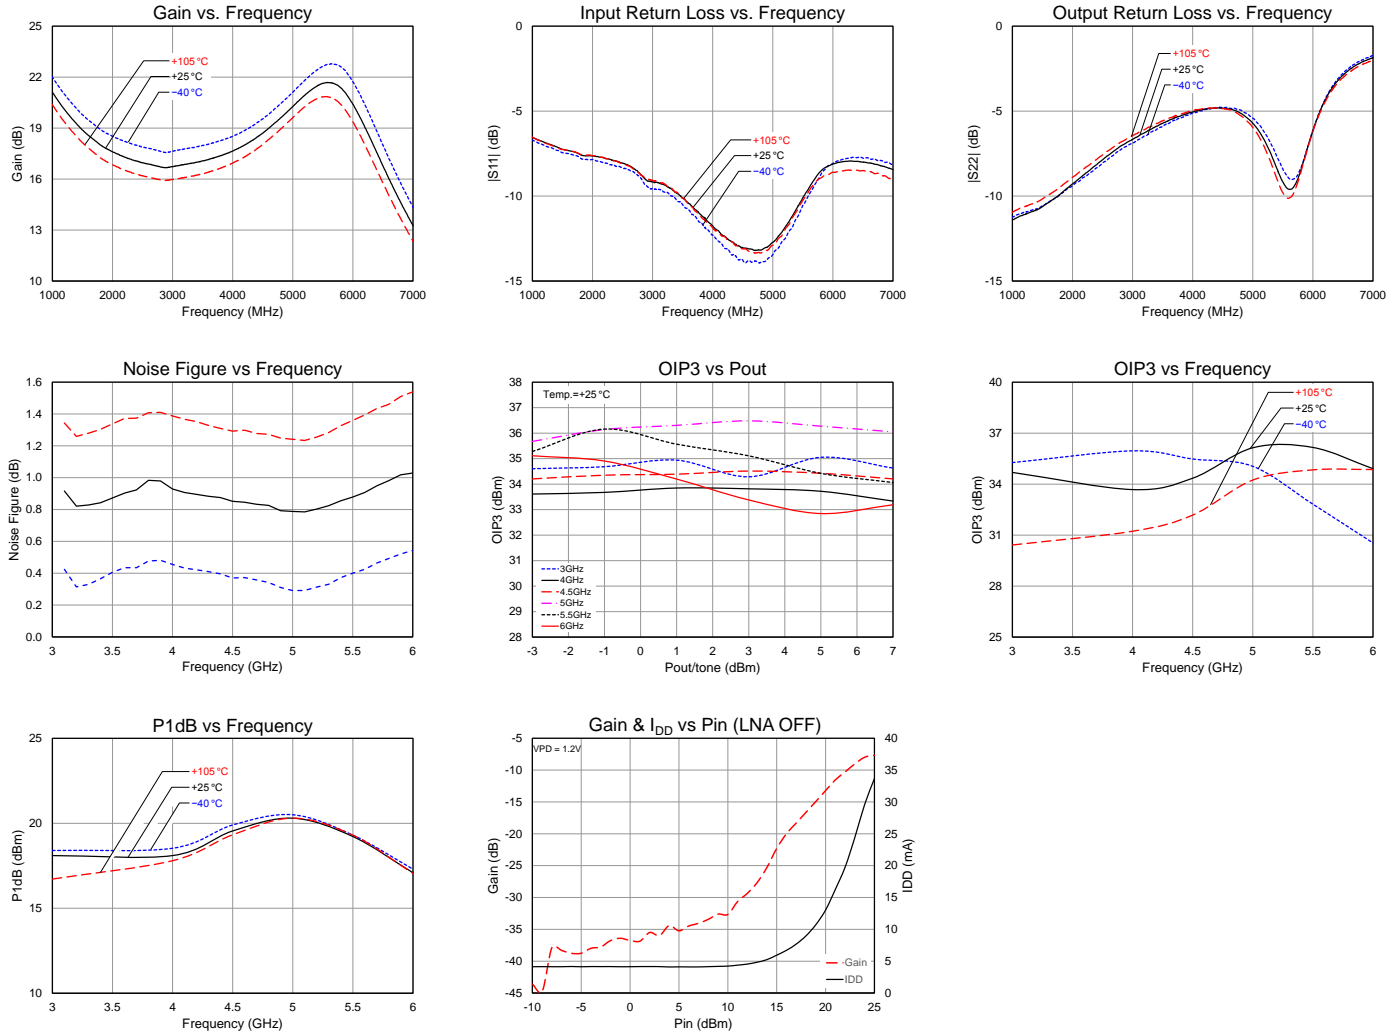 Gain vs. Frequency
25
22
19
16
13
10
Gain (dB)
+105 °C
+25 °C
−40 °C
1000 2000 3000 4000 5000 6000 7000
Frequency (MHz)
Input Return Loss vs. Frequency
0
-5
-10
-15
|S11| (dB)
+105 °C
+25 °C
−40 °C
1000 2000 3000 4000 5000 6000 7000
Frequency (MHz)
Output Return Loss vs. Frequency
0
-5
-10
-15
|S22| (dB)
+105 °C
+25 °C
−40 °C
1000 2000 3000 4000 5000 6000 7000
Frequency (MHz)
Noise Figure vs Frequency
1.6
1.4
1.2
1.0
0.8
0.6
0.4
0.2
0.0
Noise Figure (dB)
3 3.5 4 4.5 5 5.5 6
Frequency (GHz)
OIP3 vs Pout
38
37
36
35
34
33
32
31
30
29
28
OIP3 (dBm)
Temp.=+25 °C
3GHz
4GHz
4.5GHz
5GHz
5.5GHz
6GHz
-3 -2 -1 0 1 2 3 4 5 6 7
Pout/tone (dBm)
OIP3 vs Frequency
40
37
34
31
28
25
OIP3 (dBm)
+105 °C
+25 °C
−40 °C
3 3.5 4 4.5 5 5.5 6
Frequency (GHz)
P1dB vs Frequency
25
20
15
10
P1dB (dBm)
+105 °C
+25 °C
−40 °C
3 3.5 4 4.5 5 5.5 6
Frequency (GHz)
Gain & IDD vs Pin (LNA OFF)
-5
-10
-15
-20
-25
-30
-35
-40
-45
Gain (dB)
VPD = 1.2V
Gain
IDD
40
35
30
25
20
15
10
5
0
IDD (mA)
-10 -5 0 5 10 15 20 25
Pin (dBm)